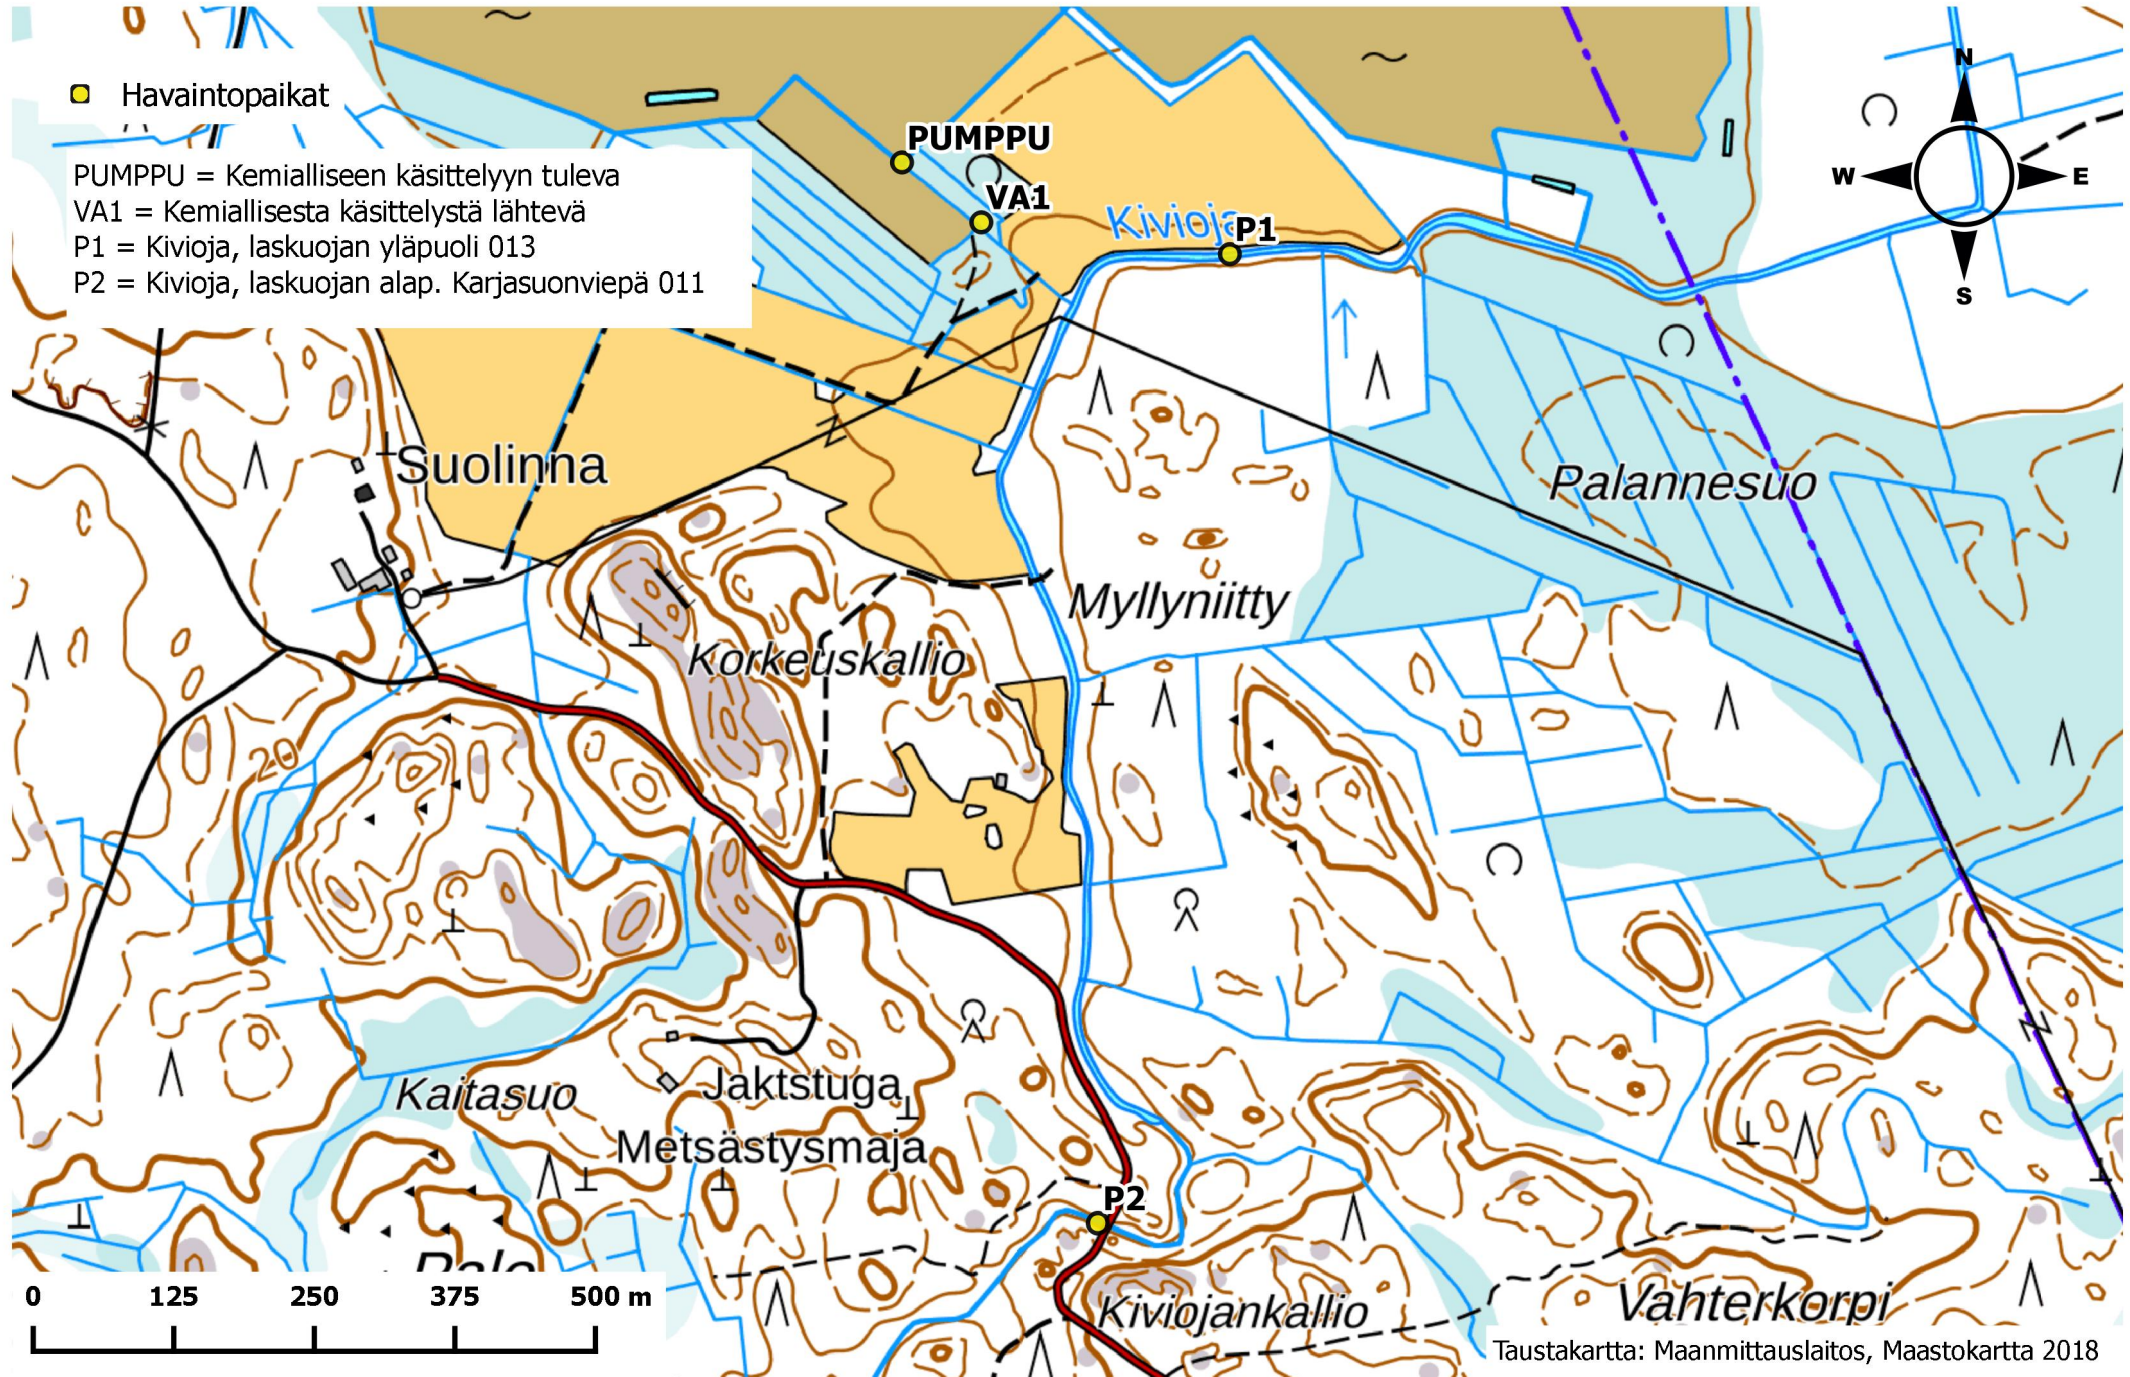 N
Havaintopaikat
PUMPPU
W
E
PUMPPU = Kemialliseen käsittelyyn tuleva
VA1
VA1 = Kemiallisesta käsittelystä lähtevä
Kivioja
P1
P1 = Kivioja, laskuojan yläpuoli 013
P2 = Kivioja, laskuojan alap. Karjasuonviepä 011
S
Suolinna
Palannesuo
Myllyniitty
Korkeuskallio
20
Kaitasuo
Jaktstuga
Metsästysmaja
P2
0 125 250 375 500 m
Kiviojankallio
Vahterkorpi
Taustakartta: Maanmittauslaitos, Maastokartta 2018